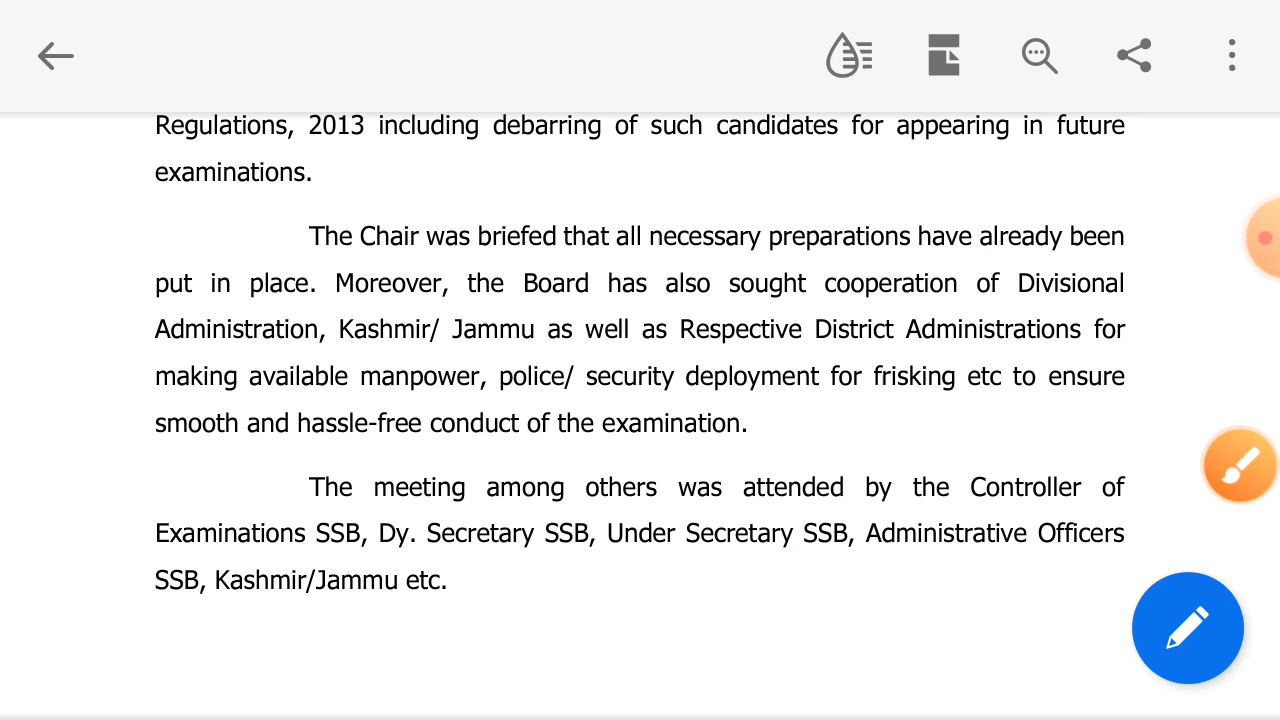 Regulations, 2013 including debarring of such candidates for appearing in future
examinations.
The Chair was briefed that all necessary preparations have already been
put in place. Moreover, the Board has also sought cooperation of Divisional
Administration, Kashmir/ Jammu as well as Respective District Administrations for
making available manpower, police/ security deployment for frisking etc to ensure
smooth and hassle-free conduct of the examination.
The meeting among others was attended by the Controller of
Examinations SSB, Dy. Secretary SSB, Under Secretary SSB, Administrative Officers
SSB, Kashmir/Jammu etc.